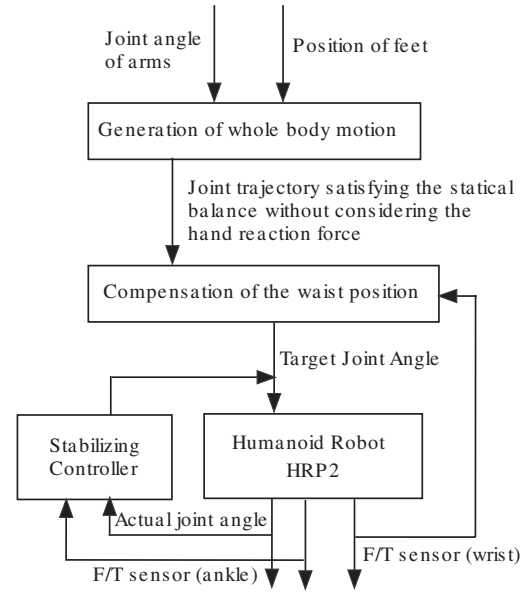 Joint angle
of arms
Position of feet
Generation of whole body motion
Joint trajectory satisfying the statical
balance without considering the
hand reaction force
Compensation of the waist position
Target Joint Angle
Stabilizing
Controller
Humanoid Robot
HRP2
Actual joint angle
F/T sensor (wrist)
F/T sensor (ankle)